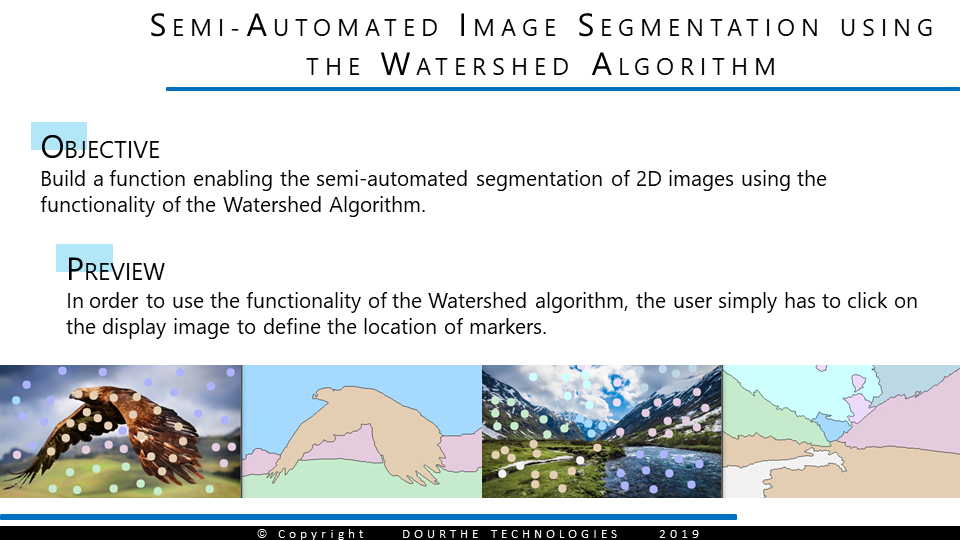 Semi-Automated Image Segmentation using
the Watershed Algorithm
Objective
Build a function enabling the semi-automated segmentation of 2D images using the
functionality of the Watershed Algorithm.
Preview
In order to use the functionality of the Watershed algorithm, the user simply has to click on
the display image to define the location of markers.
© Copyright DOURTHE TECHNOLOGIES 2019